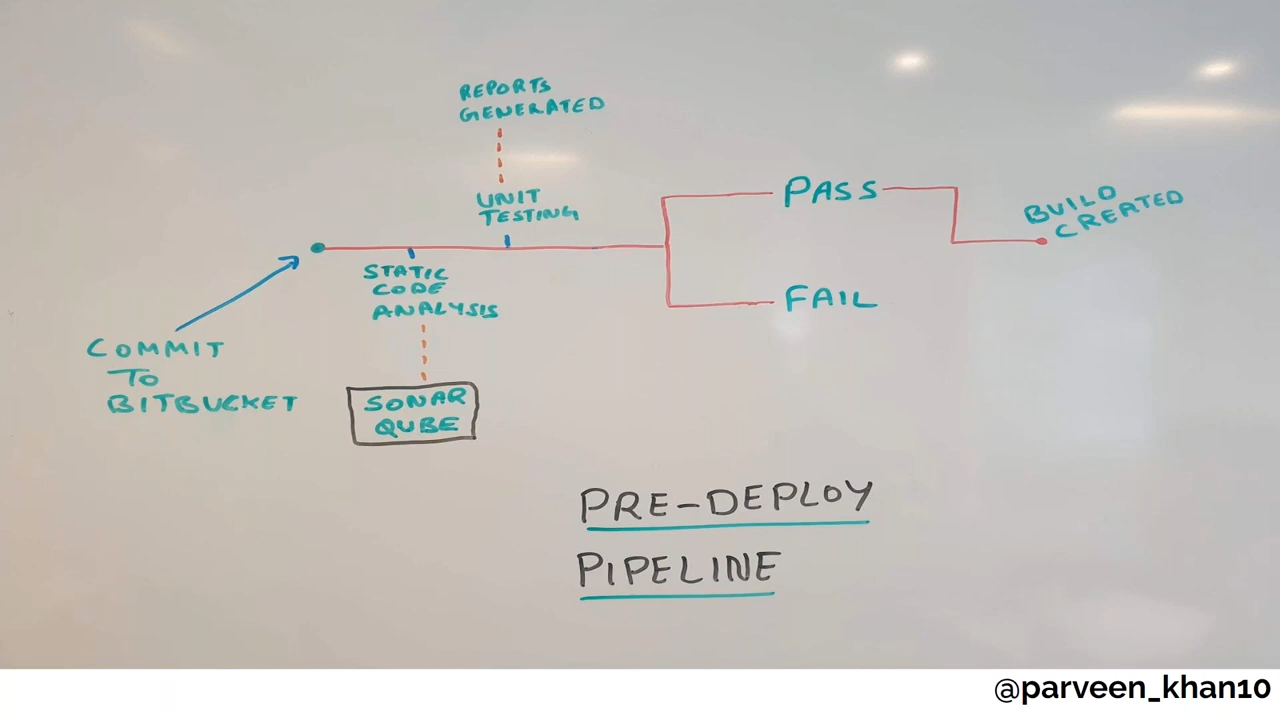 REPORTS
GENERATED
UNIT
TESTING
PASS
BUILD
CREATED
STATIC
CODE
ANALYSIS
FAIL
COMMIT
TO
BITBUCKET
SONAR
QUBE
PRE-DEPLOY
PIPELINE
@parveen_khan10